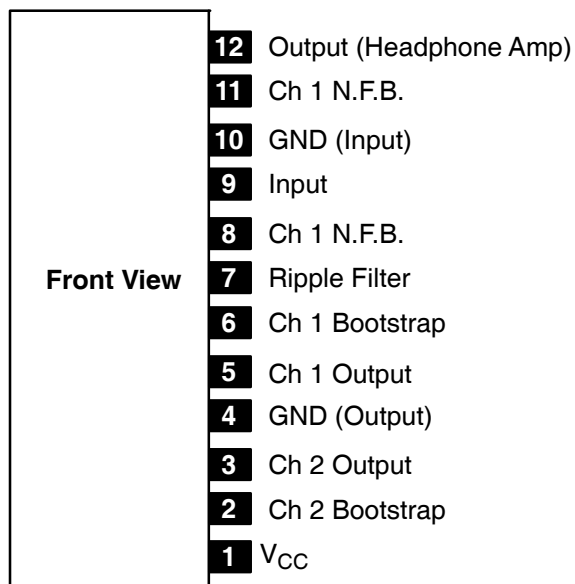 12 Output (Headphone Amp)
11 Ch 1 N.F.B.
10 GND (Input)
9 Input
8 Ch 1 N.F.B.
Front View 7 Ripple Filter
6 Ch 1 Bootstrap
5 Ch 1 Output
4 GND (Output)
3 Ch 2 Output
2 Ch 2 Bootstrap
1 VCC